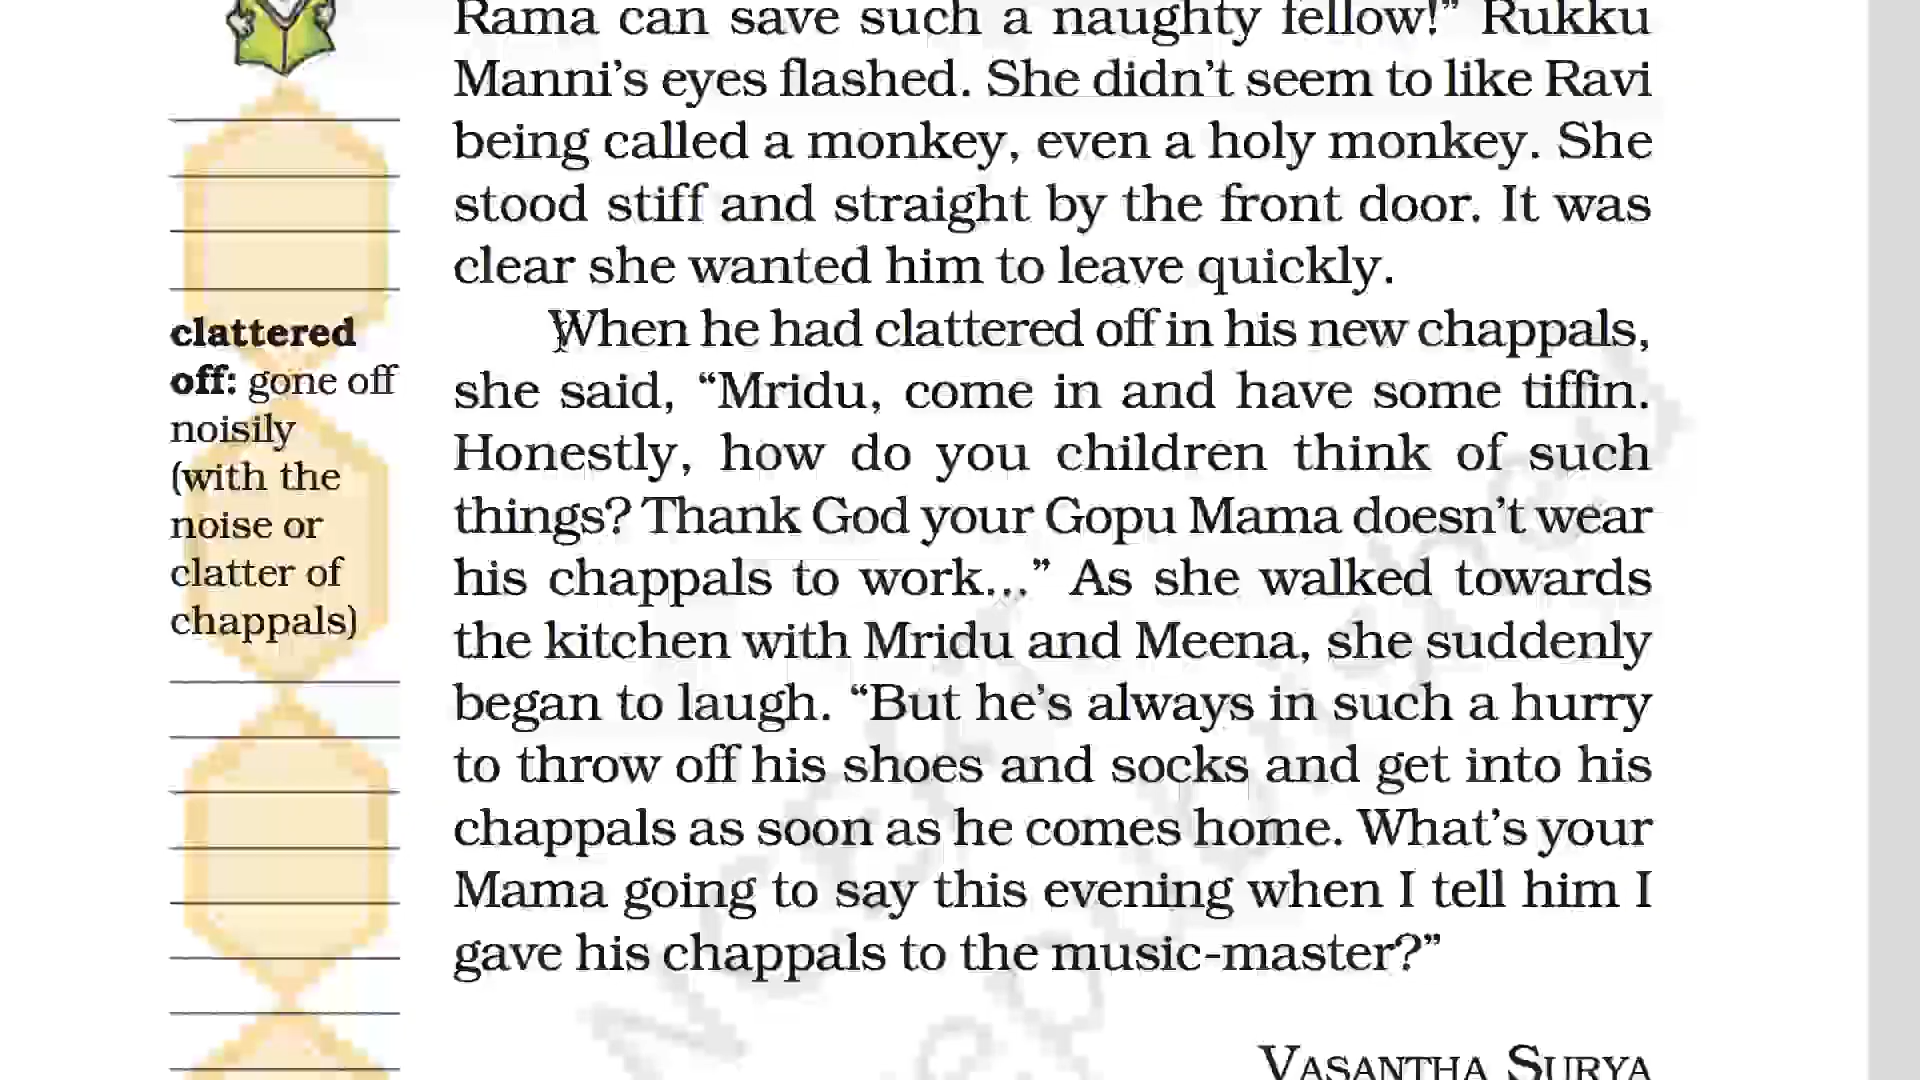 Rama can save such a naughty fellow!” Rukku
Manni’s eyes flashed. She didn’t seem to like Ravi
being called a monkey, even a holy monkey. She
stood stiff and straight by the front door. It was
clear she wanted him to leave quickly.
When he had clattered off in his new chappals,
she said, “Mridu, come in and have some tiffin.
Honestly, how do you children think of such
things? Thank God your Gopu Mama doesn’t wear
his chappals to work...” As she walked towards
the kitchen with Mridu and Meena, she suddenly
began to laugh. “But he’s always in such a hurry
to throw off his shoes and socks and get into his
chappals as soon as he comes home. What’s your
Mama going to say this evening when I tell him I
gave his chappals to the music-master?”
VASANTHA SURYA
clattered
off: gone off
noisily
(with the
noise or
clatter of
chappals)